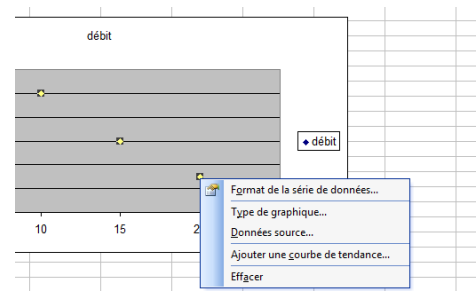 débit
débit
Format de la série de données...
Type de graphique...
Données source...
Ajouter une courbe de tendance...
Effacer
10 15 2